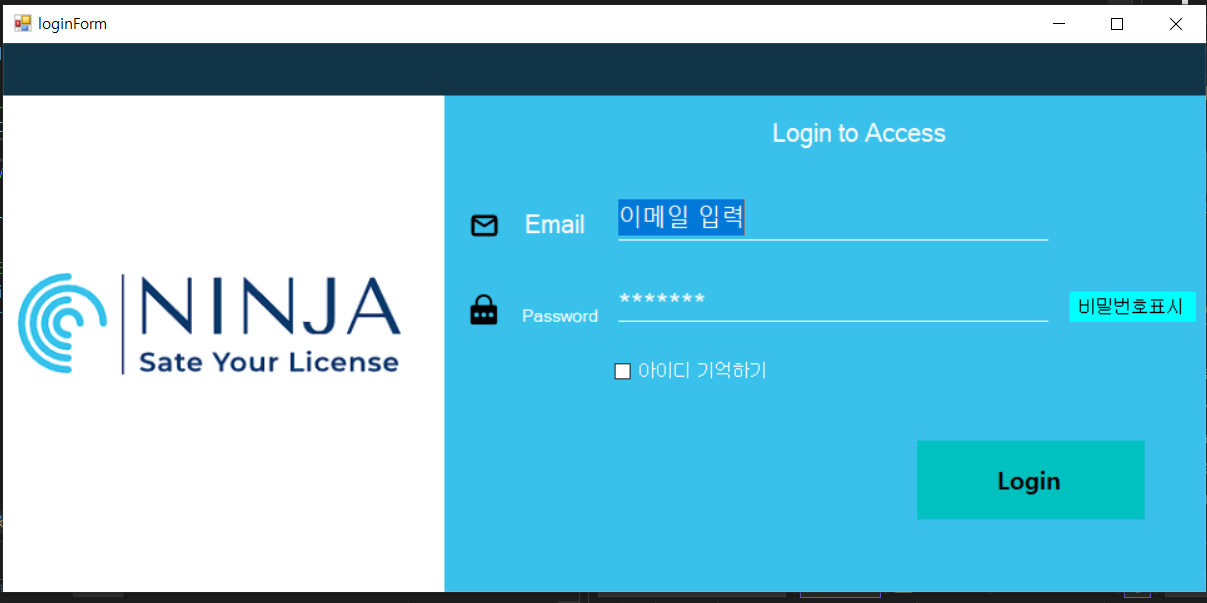 loginForm
Login to Access
Email
이메일 입력
Password
*******
비밀번호표시
아이디 기억하기
Login
NINJA
Sate Your License